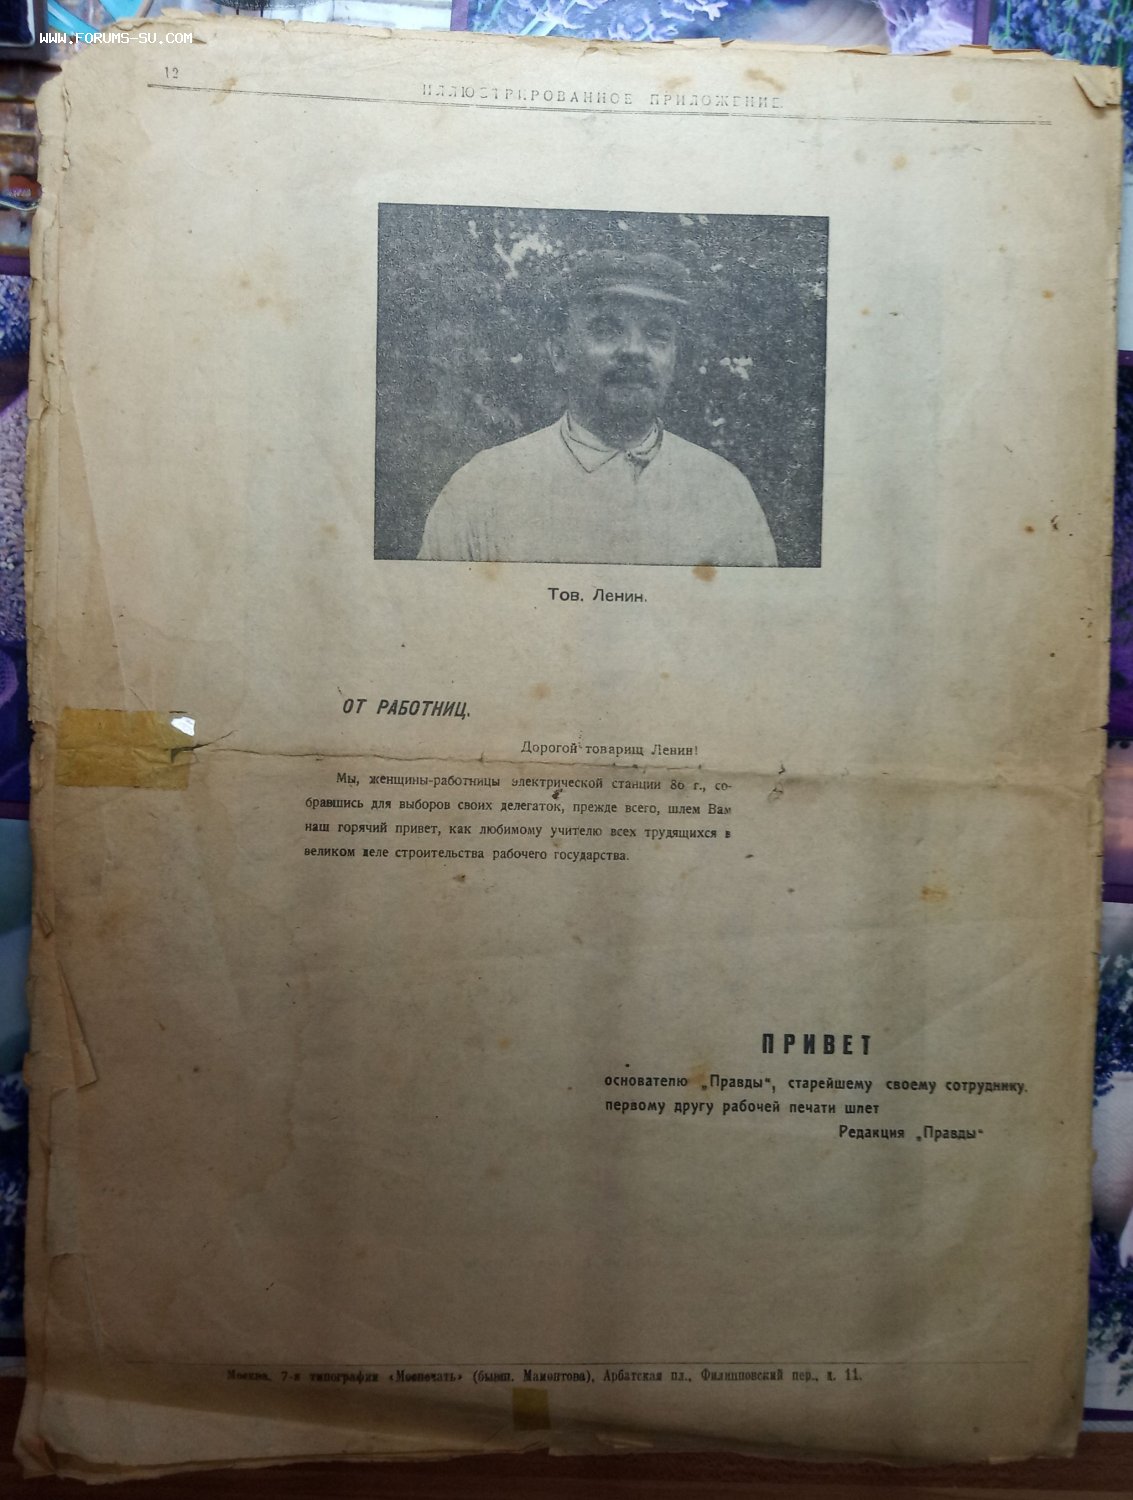 WWW.FORUMS-SU.COM
12
ИЛЛЮСТРИРОВАННОЕ ПРИЛОЖЕНИЕ
Тов. Ленин.
ОТ РАБОТНИЦ.
Дорогой товарищ Ленин!
Мы, женщины-работницы электрической станции 86 г., со-
бравшись для выборов своих делегаток, прежде всего, шлем Вам
наш горячий привет, как любимому учителю всех трудящихся в
великом деле строительства рабочего государства.
ПРИВЕТ
основателю „Правды“, старейшему своему сотруднику,
первому другу рабочей печати шлет
Редакция „Правды“
Москва. 7-я типография «Моспечать» (бывш. Мамонтова), Арбатская пл., Филипповский пер., д. 11.